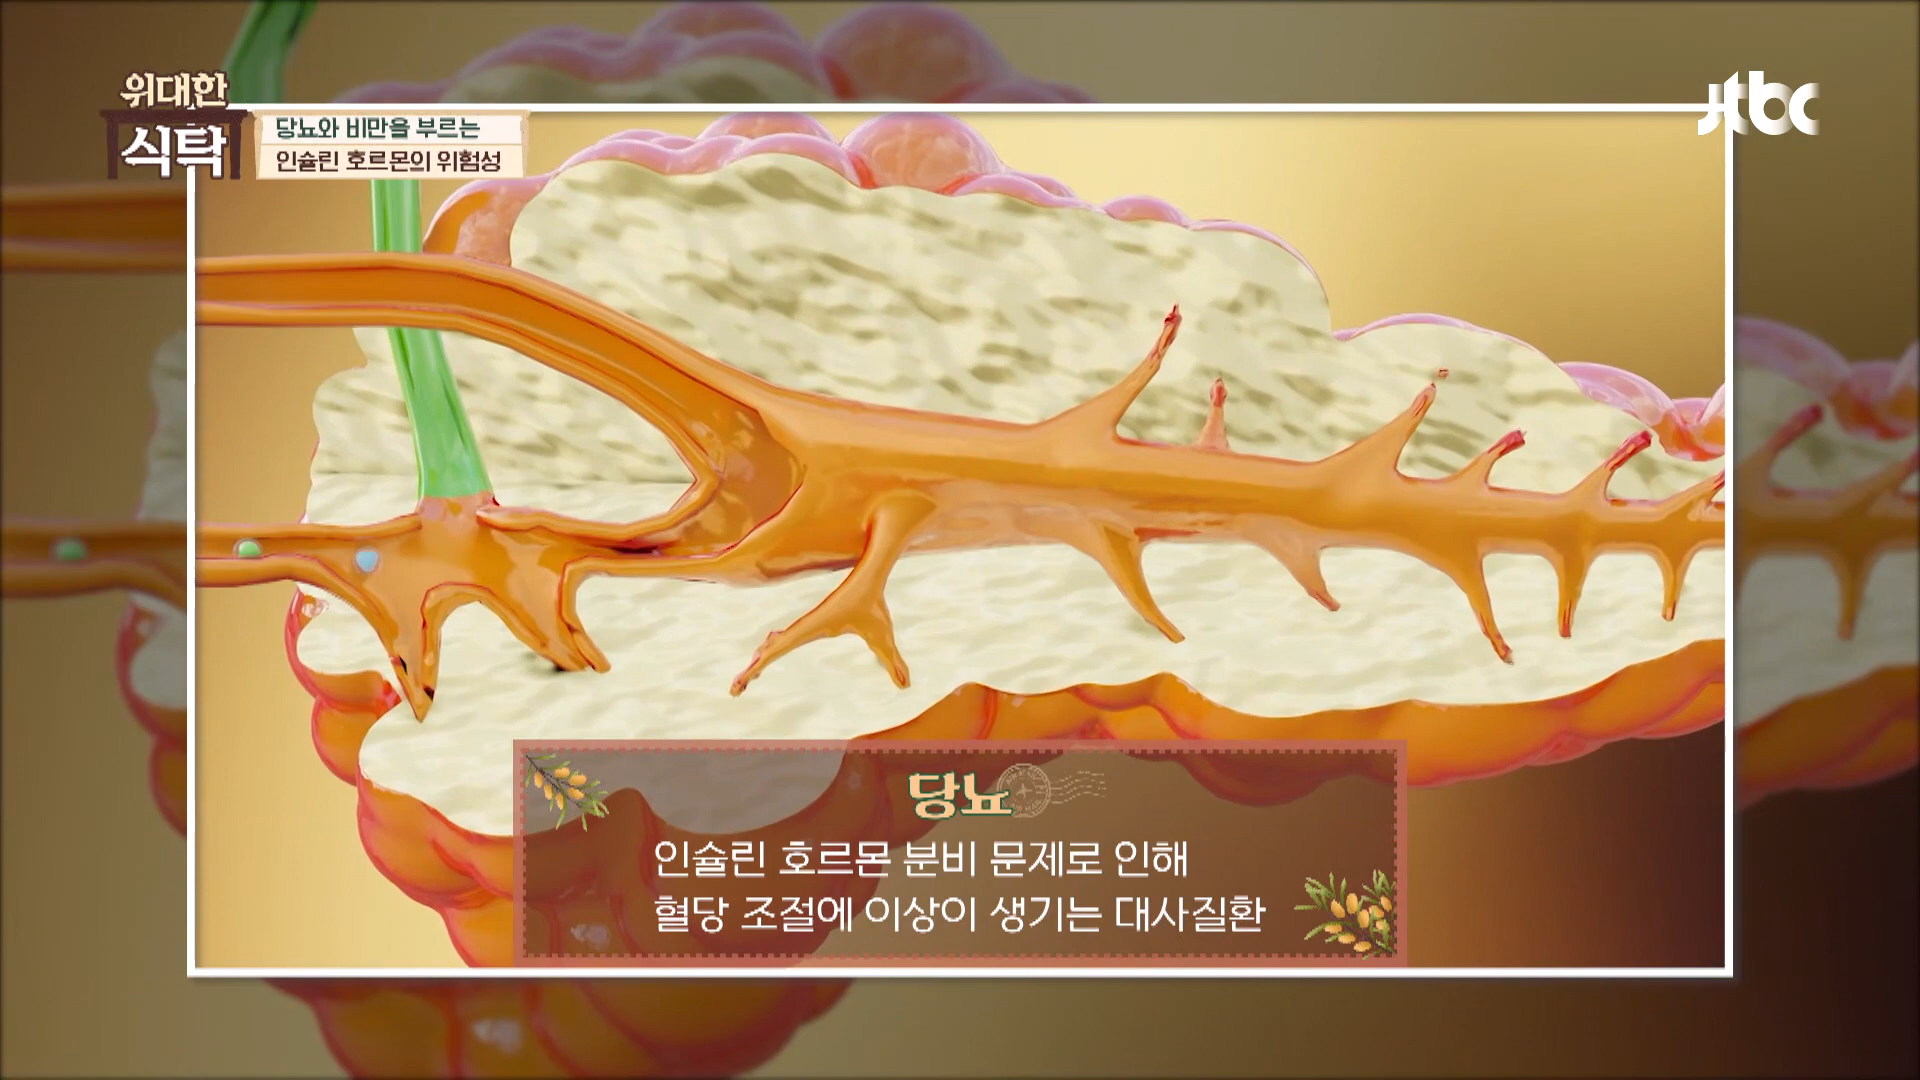 위대한
식탁
당뇨와 비만을 부르는
인슐린 호르몬의 위험성
jtbc
당뇨
인슐린 호르몬 분비 문제로 인해
혈당 조절에 이상이 생기는 대사질환